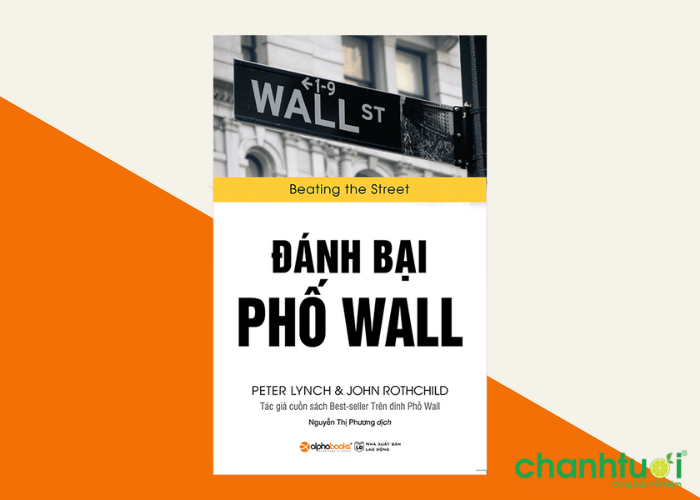 ←1-9
WALL ST
Beating the Street
ĐÁNH BẠI
PHỐ WALL
PETER LYNCH & JOHN ROTHCHILD
Tác giả cuốn sách Best-seller Trên đỉnh Phố Wall
Nguyễn Thị Phương dịch
alphabooks
NHÀ XUẤT BẢN
LAO ĐỘNG
chanhtươi